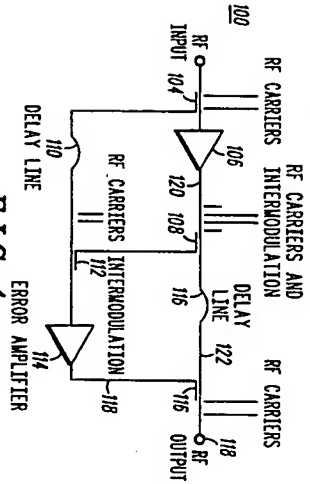 100
RF CARRIERS
RF CARRIERS AND
INTERMODULATION
RF CARRIERS
RF
INPUT
104
106
120
108
DELAY
LINE
116
122
116
RF
OUTPUT
118
RF CARRIERS
INTERMODULATION
110
DELAY LINE
112
114
ERROR AMPLIFIER
118
FIG.